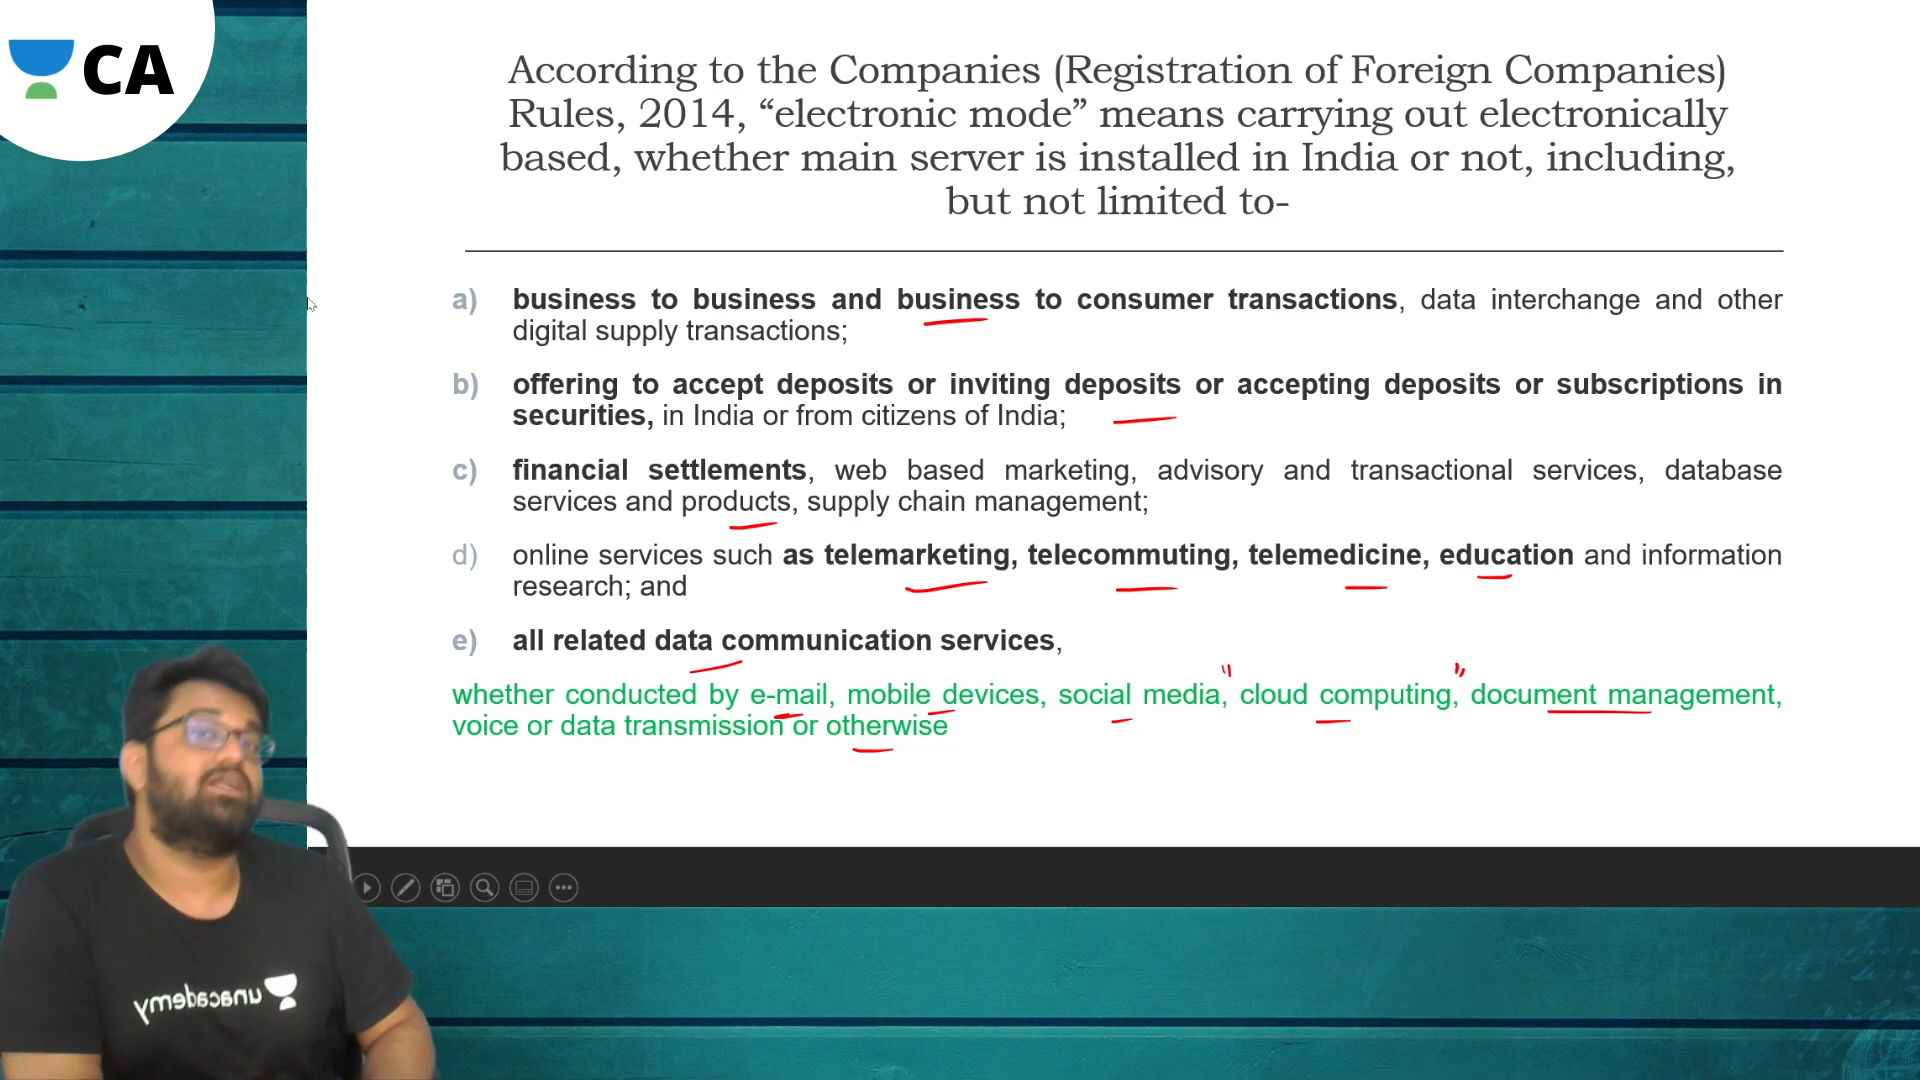 CA
According to the Companies (Registration of Foreign Companies)
Rules, 2014, “electronic mode” means carrying out electronically
based, whether main server is installed in India or not, including,
but not limited to-
a) business to business and business to consumer transactions, data interchange and other
digital supply transactions;
b) offering to accept deposits or inviting deposits or accepting deposits or subscriptions in
securities, in India or from citizens of India;
c) financial settlements, web based marketing, advisory and transactional services, database
services and products, supply chain management;
d) online services such as telemarketing, telecommuting, telemedicine, education and information
research; and
e) all related data communication services,
whether conducted by e-mail, mobile devices, social media, cloud computing, document management,
voice or data transmission or otherwise
unacademy